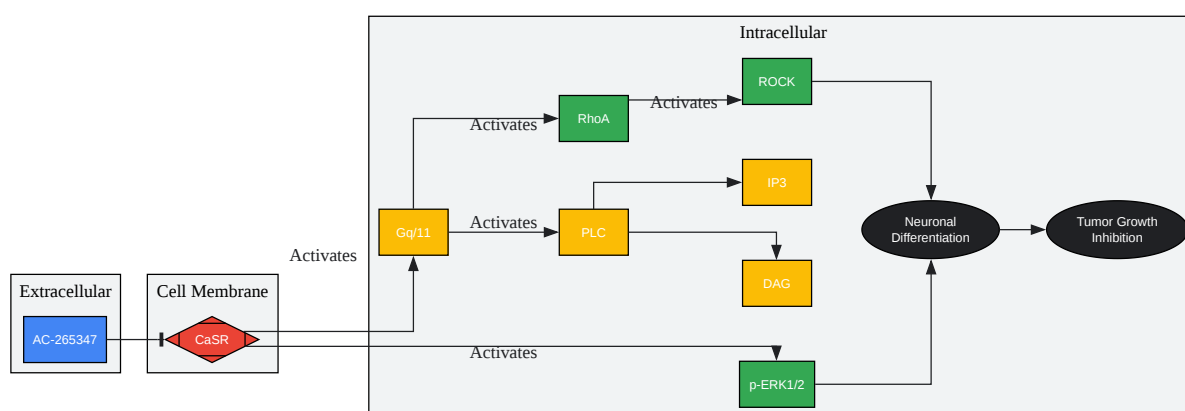 Intracellular
ROCK
Activates
RhoA
Activates
IP3
Gq/11
Activates
PLC
Neuronal
Differentiation
Tumor Growth
Inhibition
Activates
DAG
Extracellular
Cell Membrane
AC-265347
CaSR
Activates
p-ERK1/2